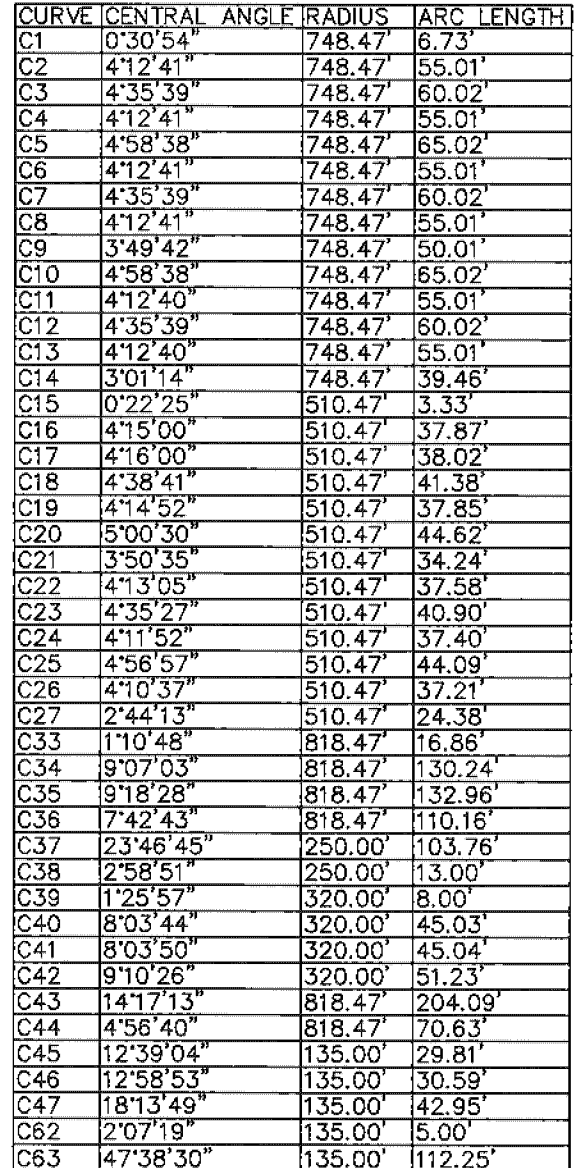 CURVE CENTRAL ANGLE RADIUS ARC LENGTH
C1 0°30'54" 748.47' 6.73'
C2 4°12'41" 748.47' 55.01'
C3 4°35'39" 748.47' 60.02'
C4 4°12'41" 748.47' 55.01'
C5 4°58'38" 748.47' 65.02'
C6 4°12'41" 748.47' 55.01'
C7 4°35'39" 748.47' 60.02'
C8 4°12'41" 748.47' 55.01'
C9 3°49'42" 748.47' 50.01'
C10 4°58'38" 748.47' 65.02'
C11 4°12'40" 748.47' 55.01'
C12 4°35'39" 748.47' 60.02'
C13 4°12'40" 748.47' 55.01'
C14 3°01'14" 748.47' 39.46'
C15 0°22'25" 510.47' 3.33'
C16 4°15'00" 510.47' 37.87'
C17 4°16'00" 510.47' 38.02'
C18 4°38'41" 510.47' 41.38'
C19 4°14'52" 510.47' 37.85'
C20 5°00'30" 510.47' 44.62'
C21 3°50'35" 510.47' 34.24'
C22 4°13'05" 510.47' 37.58'
C23 4°35'27" 510.47' 40.90'
C24 4°11'52" 510.47' 37.40'
C25 4°56'57" 510.47' 44.09'
C26 4°10'37" 510.47' 37.21'
C27 2°44'13" 510.47' 24.38'
C33 1°10'48" 818.47' 16.86'
C34 9°07'03" 818.47' 130.24'
C35 9°18'28" 818.47' 132.96'
C36 7°42'43" 818.47' 110.16'
C37 23°46'45" 250.00' 103.76'
C38 2°58'51" 250.00' 13.00'
C39 1°25'57" 320.00' 8.00'
C40 8°03'44" 320.00' 45.03'
C41 8°03'50" 320.00' 45.04'
C42 9°10'26" 320.00' 51.23'
C43 14°17'13" 818.47' 204.09'
C44 4°56'40" 818.47' 70.63'
C45 12°39'04" 135.00' 29.81'
C46 12°58'53" 135.00' 30.59'
C47 18°13'49" 135.00' 42.95'
C62 2°07'19" 135.00' 5.00'
C63 47°38'30" 135.00' 112.25'